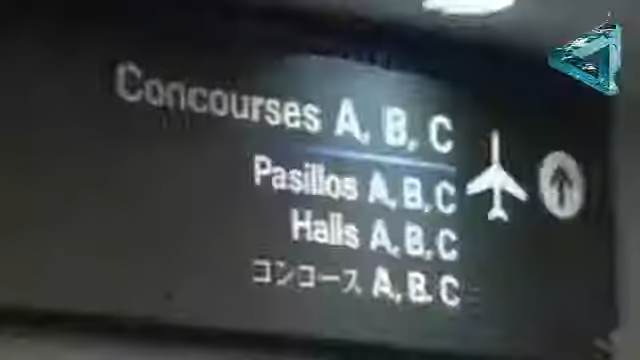 Concourses A, B, C
Pasillos A, B, C
Halls A, B, C
コンコース A, B, C